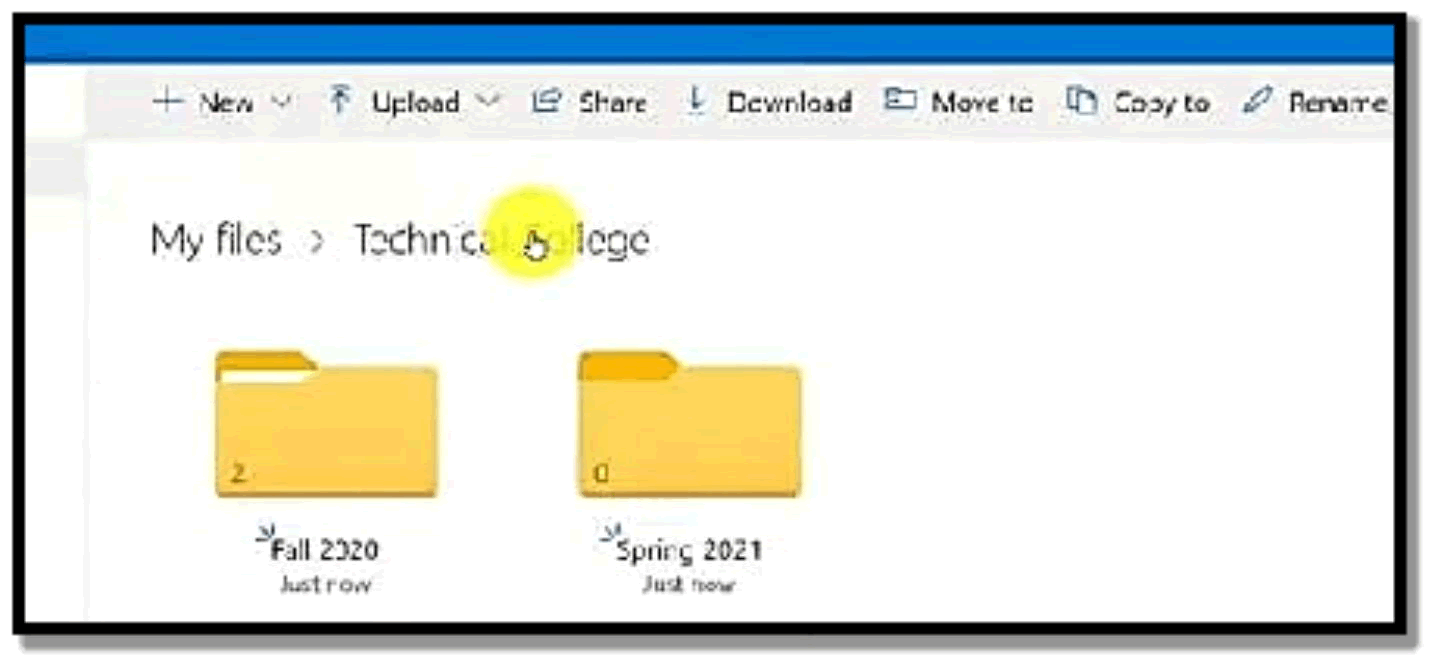 New Upload Share Download Move to Copy to Rename
My files > Technical College
2 0
Fall 2020 Spring 2021
Just now Just now